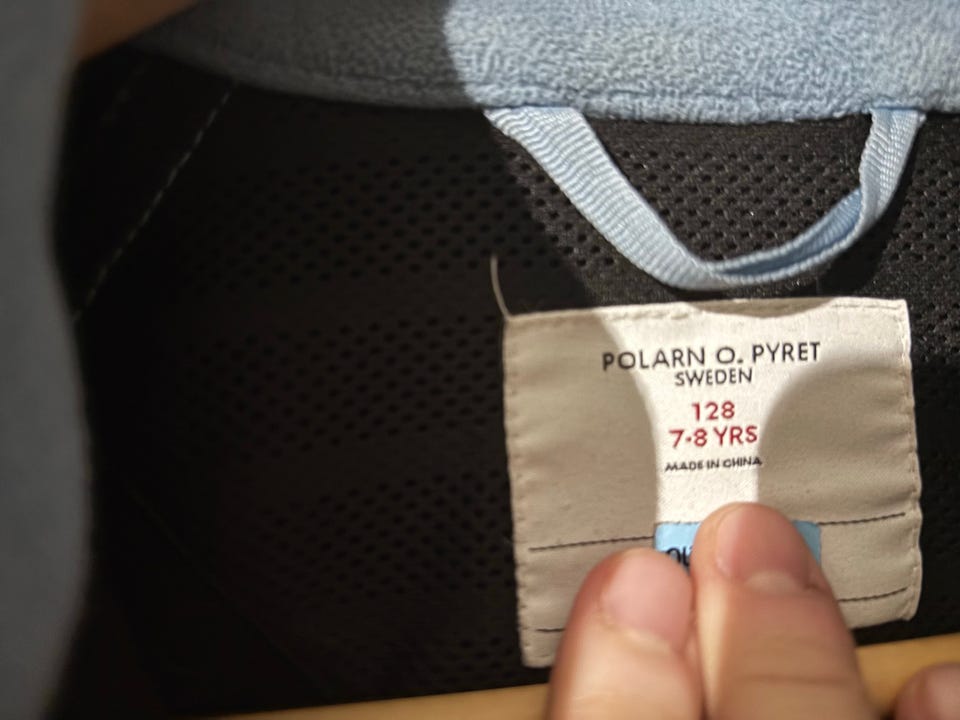 POLARN O. PYRET
SWEDEN
128
7-8 YRS
MADE IN CHINA